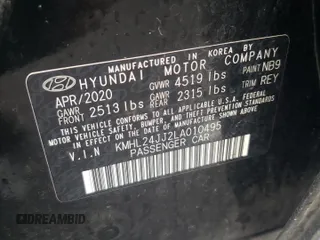 MANUFACTURED IN KOREA BY
HYUNDAI MOTOR COMPANY
APR/2020 GVWR 4519 lbs PAINT NB9
GAWR FRONT 2513 lbs GAWR REAR 2315 lbs TRIM REY
THIS VEHICLE CONFORMS TO ALL APPLICABLE U.S. FEDERAL
MOTOR VEHICLE SAFETY, BUMPER, AND THEFT PREVENTION
STANDARDS IN EFFECT ON THE DATE OF MANUFACTURE SHOWN ABOVE.
V.I.N KMHL24JJ2LA010495
PASSENGER CAR
© DREAMBID LLC